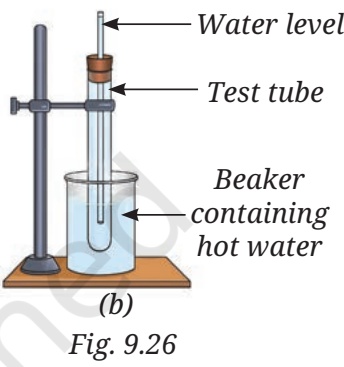 Water level
Test tube
Beaker
containing
hot water
(b)
Fig. 9.26